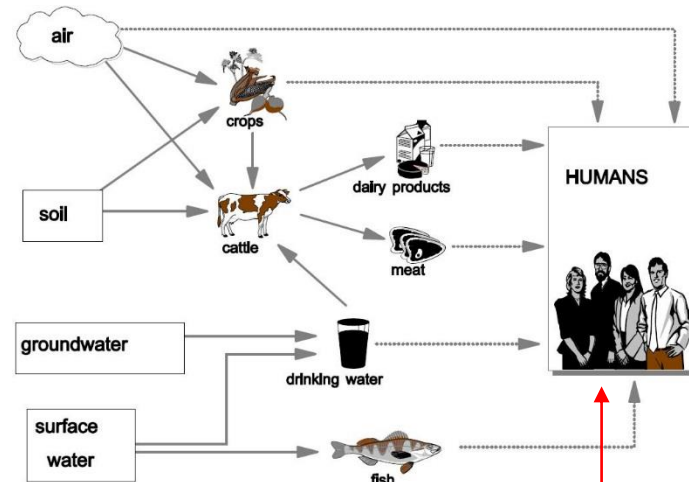 air
crops
dairy products
HUMANS
soil
cattle
meat
groundwater
drinking water
surface
water
fish